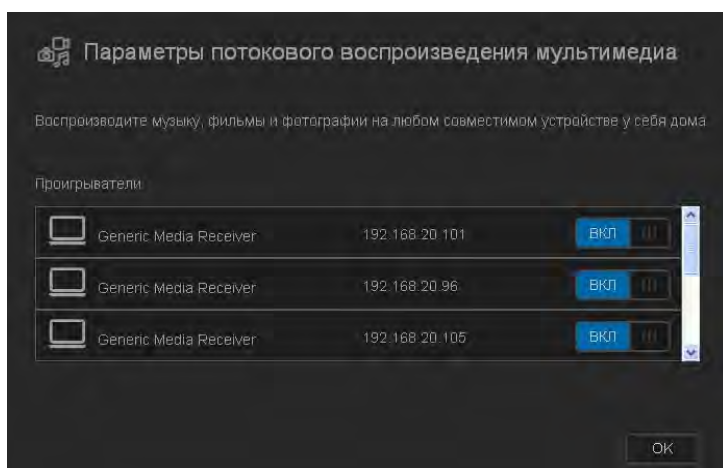 Параметры потокового воспроизведения мультимедиа
Воспроизводите музыку, фильмы и фотографии на любом совместимом устройстве у себя дома
Проигрыватели
Generic Media Receiver 192.168.20.101 ВКЛ
Generic Media Receiver 192.168.20.96 ВКЛ
Generic Media Receiver 192.168.20.105 ВКЛ
OK